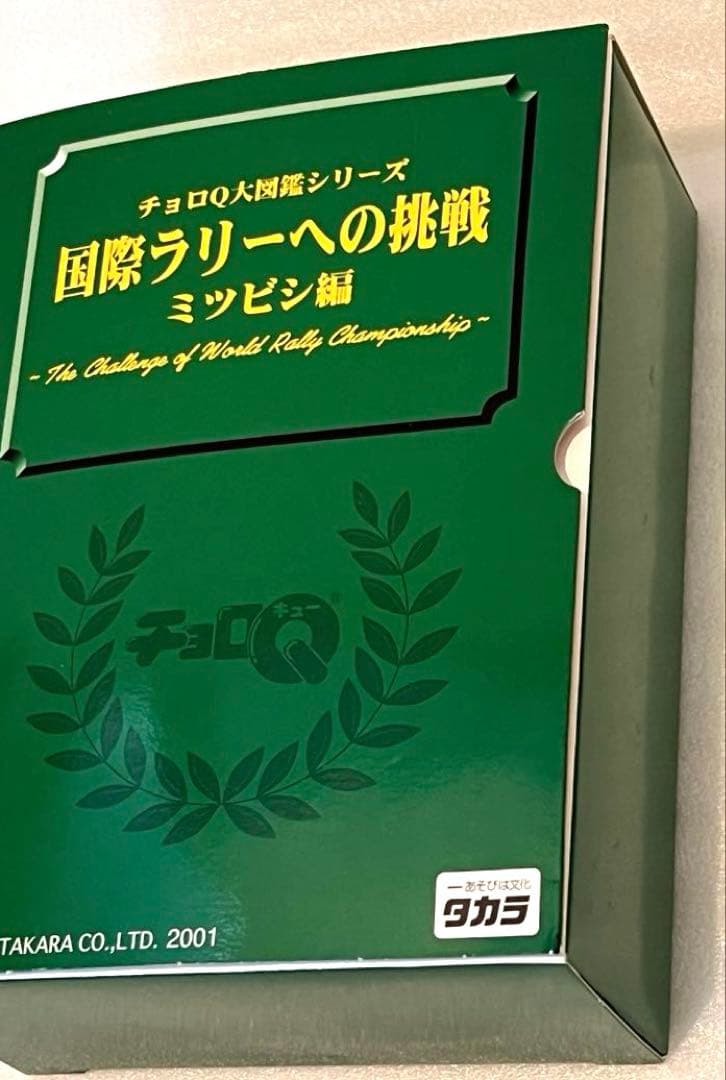 チョロQ大図鑑シリーズ
国際ラリーへの挑戦
ミツビシ編
~ The Challenge of World Rally Championship ~
チョロQ
キュー
®
一あそびは文化
タカラ
TAKARA CO.,LTD. 2001